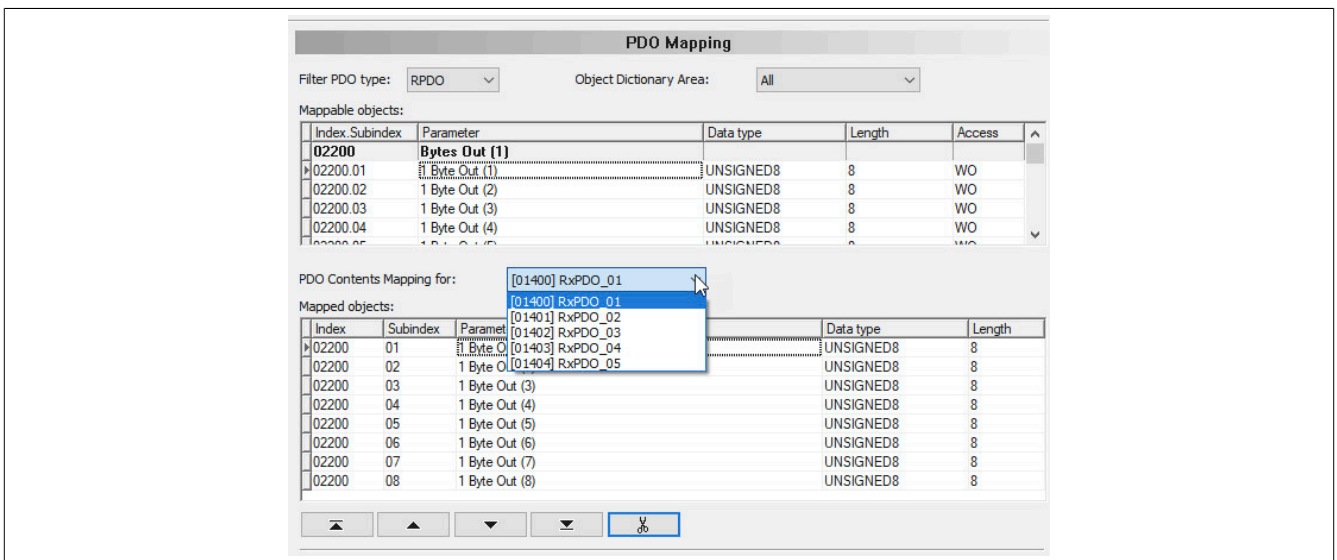 PDO Mapping
Filter PDO type: RPDO Object Dictionary Area: All
Mappable objects:
Index.Subindex Parameter Data type Length Access
02200 Bytes Out (1)
02200.01 1 Byte Out (1) UNSIGNED8 8 WO
02200.02 1 Byte Out (2) UNSIGNED8 8 WO
02200.03 1 Byte Out (3) UNSIGNED8 8 WO
02200.04 1 Byte Out (4) UNSIGNED8 8 WO
PDO Contents Mapping for: [01400] RxPDO_01
[01400] RxPDO_01
[01401] RxPDO_02
[01402] RxPDO_03
[01403] RxPDO_04
[01404] RxPDO_05
Mapped objects:
Index Subindex Paramet Data type Length
02200 01 1 Byte O UNSIGNED8 8
02200 02 1 Byte O UNSIGNED8 8
02200 03 1 Byte Out (3) UNSIGNED8 8
02200 04 1 Byte Out (4) UNSIGNED8 8
02200 05 1 Byte Out (5) UNSIGNED8 8
02200 06 1 Byte Out (6) UNSIGNED8 8
02200 07 1 Byte Out (7) UNSIGNED8 8
02200 08 1 Byte Out (8) UNSIGNED8 8